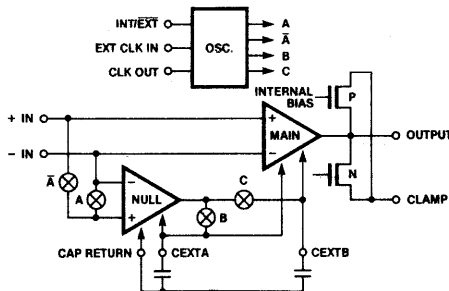 INT/EXT
EXT CLK IN
CLK OUT
OSC.
A
A
B
C
INTERNAL
BIAS
P
+ IN
− IN
+
MAIN
−
OUTPUT
N
CLAMP
A
A
−
NULL
+
C
B
CAP RETURN
CEXTA
CEXTB